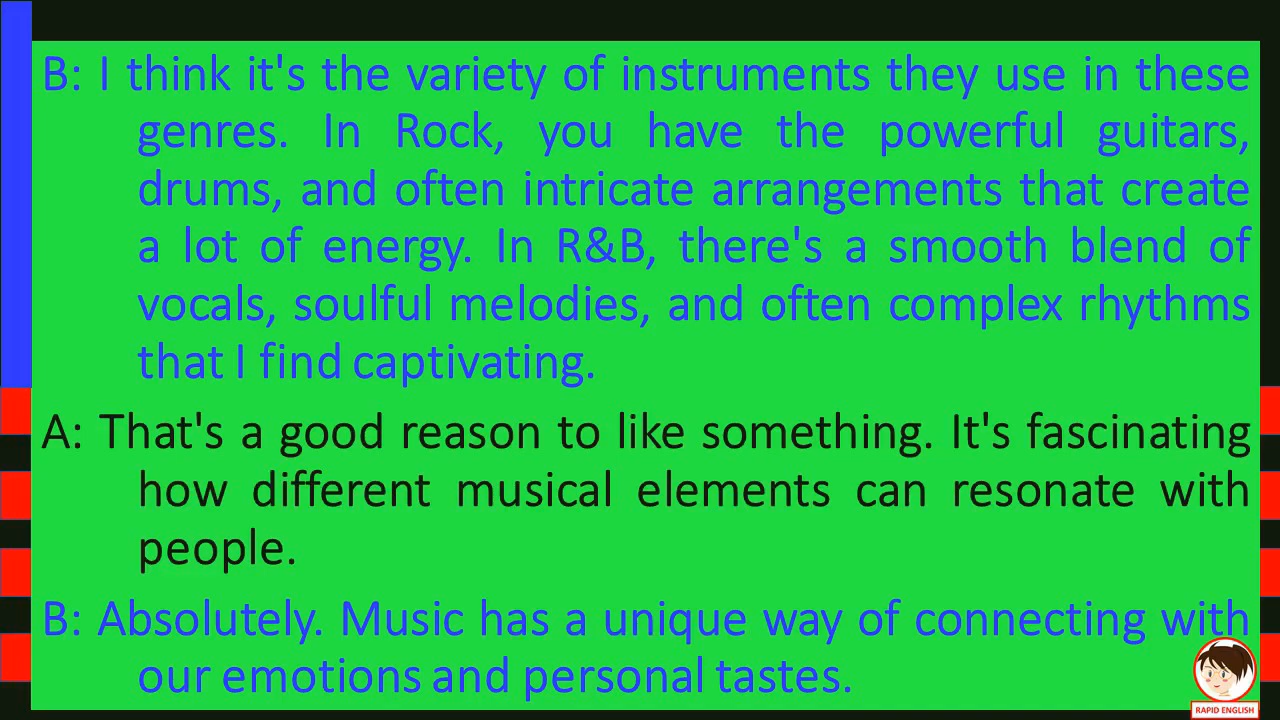 B: I think it's the variety of instruments they use in these
genres. In Rock, you have the powerful guitars,
drums, and often intricate arrangements that create
a lot of energy. In R&B, there's a smooth blend of
vocals, soulful melodies, and often complex rhythms
that I find captivating.
A: That's a good reason to like something. It's fascinating
how different musical elements can resonate with
people.
B: Absolutely. Music has a unique way of connecting with
our emotions and personal tastes.
RAPID ENGLISH